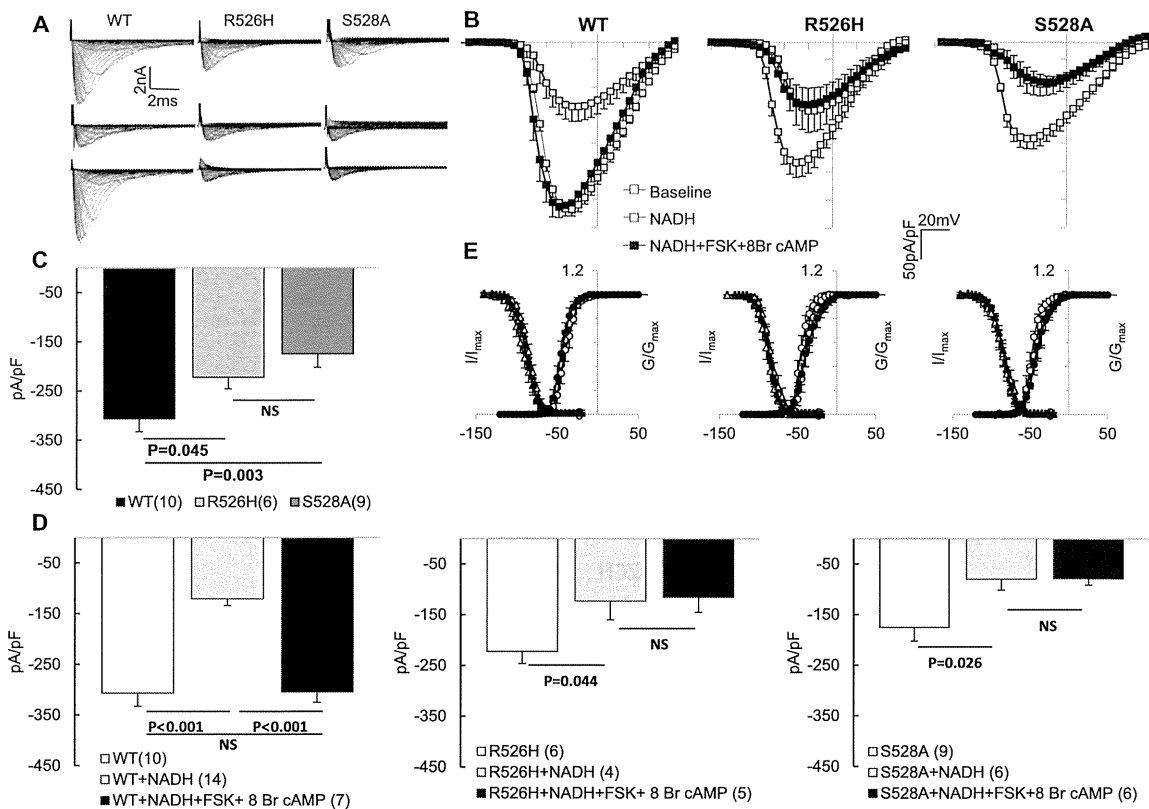 A
WT
R526H
S528A
2nA
2ms
B
WT
R526H
S528A
Baseline
NADH
NADH+FSK+8Br cAMP
20mV
50pA/pF
C
-50
-150
-250
-350
-450
pA/pF
NS
P=0.045
P=0.003
WT(10) R526H(6) S528A(9)
E
1.2
1.2
1.2
I/Imax
G/Gmax
I/Imax
G/Gmax
I/Imax
G/Gmax
-150
-50
50
-150
-50
50
-150
-50
50
D
-50
-150
-250
-350
-450
pA/pF
P<0.001
P<0.001
NS
WT(10)
WT+NADH (14)
WT+NADH+FSK+ 8 Br cAMP (7)
-50
-150
-250
-350
-450
pA/pF
NS
P=0.044
R526H (6)
R526H+NADH (4)
R526H+NADH+FSK+ 8 Br cAMP (5)
-50
-150
-250
-350
-450
pA/pF
NS
P=0.026
S528A (9)
S528A+NADH (6)
S528A+NADH+FSK+ 8 Br cAMP (6)